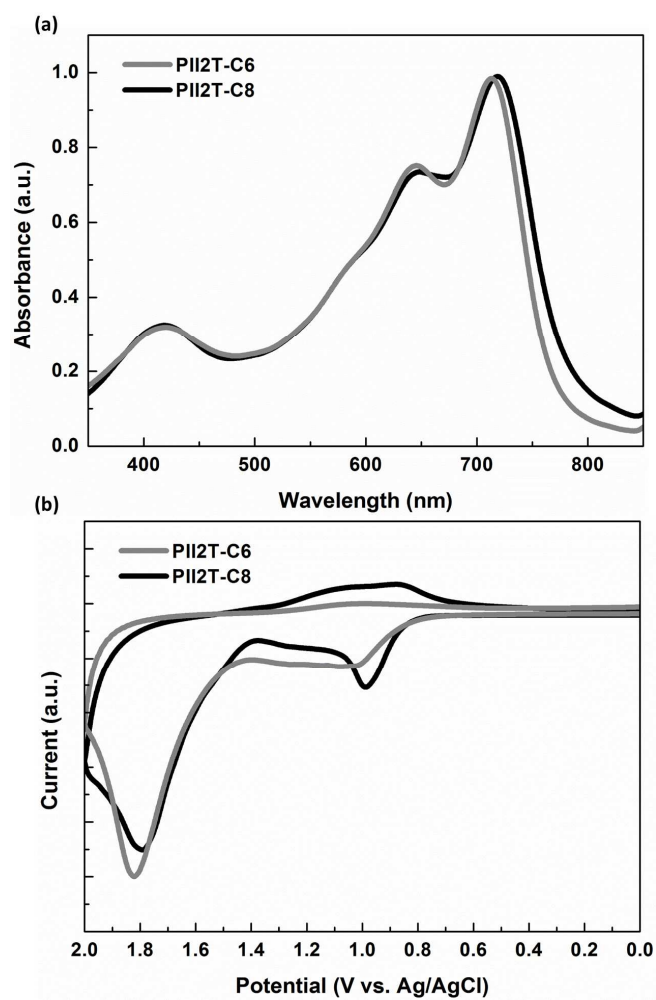 (a)
PII2T-C6
PII2T-C8
1.0
0.8
0.6
0.4
0.2
0.0
Absorbance (a.u.)
400 500 600 700 800
Wavelength (nm)
(b)
PII2T-C6
PII2T-C8
Current (a.u.)
2.0 1.8 1.6 1.4 1.2 1.0 0.8 0.6 0.4 0.2 0.0
Potential (V vs. Ag/AgCl)